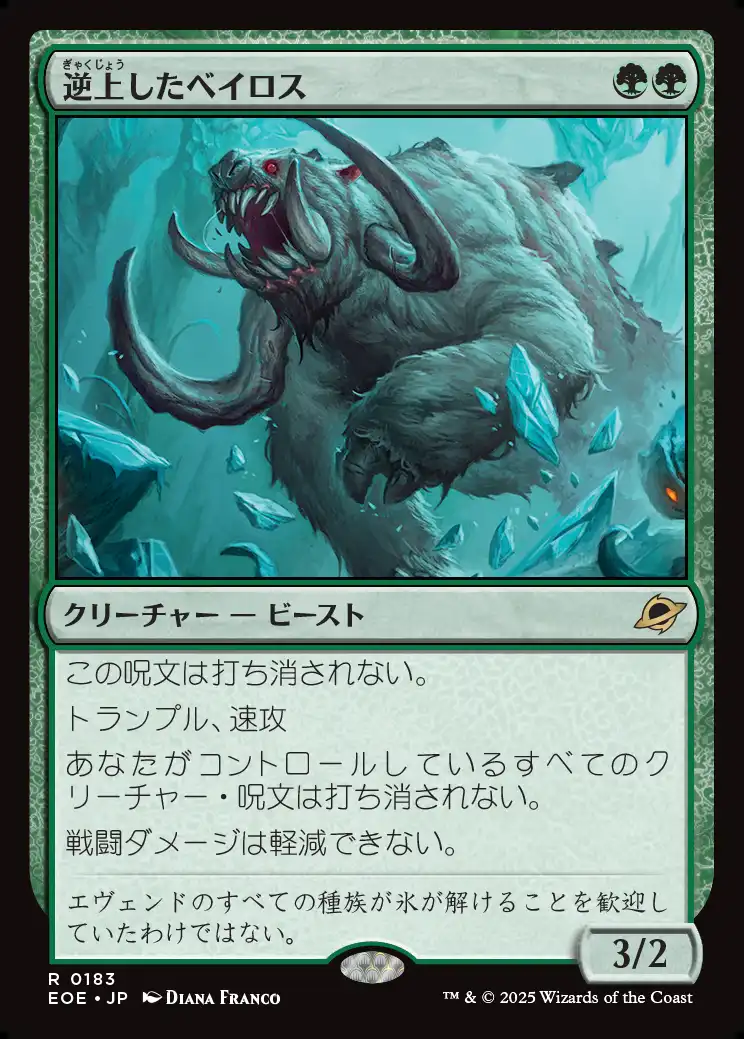 ぎゃくじょう
逆上したベイロス
クリーチャー — ビースト
この呪文は打ち消されない。
トランプル、速攻
あなたがコントロールしているすべてのク
リーチャー・呪文は打ち消されない。
戦闘ダメージは軽減できない。
エヴェンドのすべての種族が氷が解けることを歓迎し
ていたわけではない。
3/2
R 0183
EOE • JP Diana Franco
™ & © 2025 Wizards of the Coast